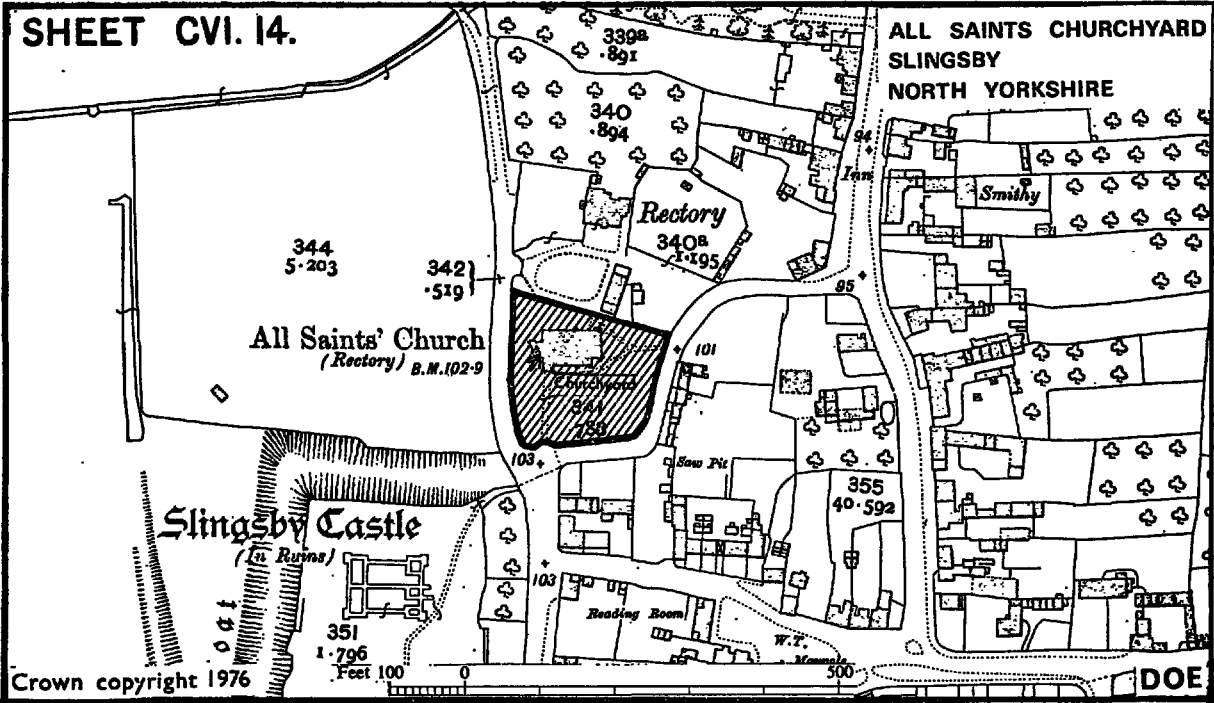 SHEET CVI. 14.
ALL SAINTS CHURCHYARD
SLINGSBY
NORTH YORKSHIRE
339a
.891
340
.894
94
Inn
Smithy
Rectory
340B
1.195
344
5.203
342
.519
95
All Saints' Church
(Rectory) B.M.102.9
101
Churchyard
341
103
Saw Pit
355
40.592
Slingsby Castle
(In Ruins)
103
Reading Room
351
1.796
W.T.
oat
Feet 100 0 500
Crown copyright 1976
DOE